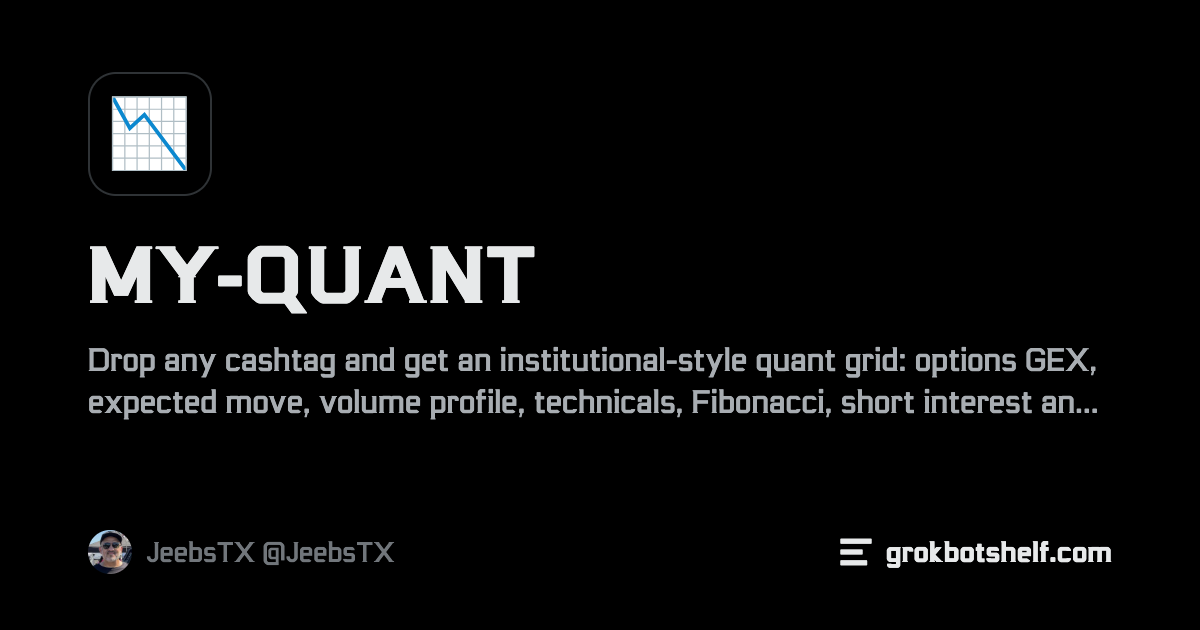 MY-QUANT
Drop any cashtag and get an institutional-style quant grid: options GEX,
expected move, volume profile, technicals, Fibonacci, short interest an...
JeebsTX @JeebsTX
grokbotshelf.com